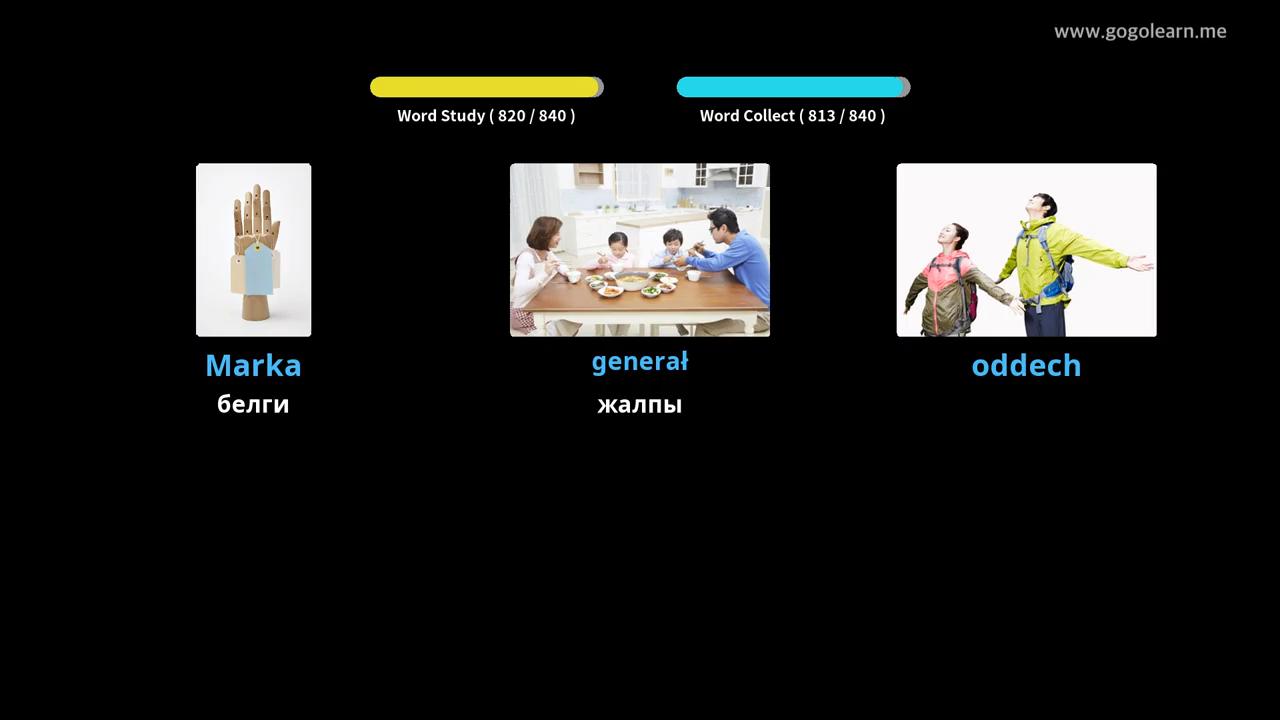 www.gogolearn.me
Word Study ( 820 / 840 )
Word Collect ( 813 / 840 )
Marka
generał
oddech
белги
жалпы